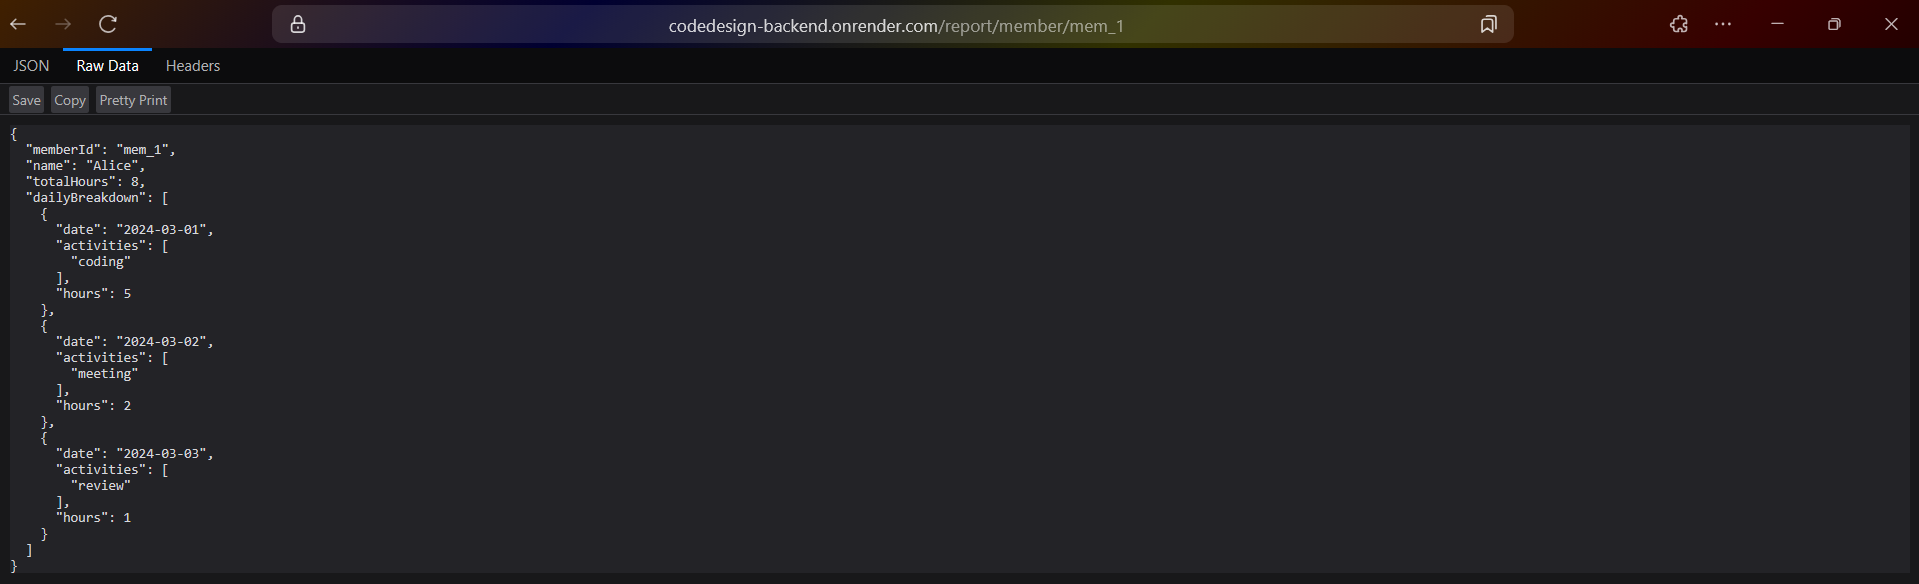 codedesign-backend.onrender.com/report/member/mem_1
JSON Raw Data Headers
Save Copy Pretty Print
{
  "memberId": "mem_1",
  "name": "Alice",
  "totalHours": 8,
  "dailyBreakdown": [
    {
      "date": "2024-03-01",
      "activities": [
        "coding"
      ],
      "hours": 5
    },
    {
      "date": "2024-03-02",
      "activities": [
        "meeting"
      ],
      "hours": 2
    },
    {
      "date": "2024-03-03",
      "activities": [
        "review"
      ],
      "hours": 1
    }
  ]
}